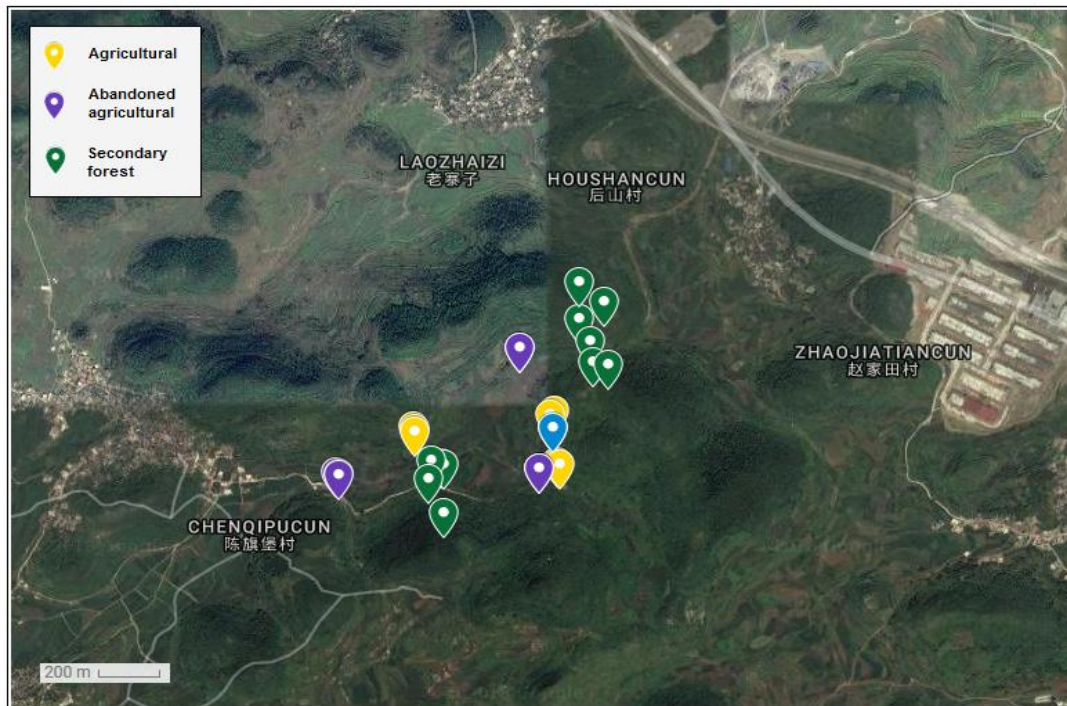 Agricultural
Abandoned
agricultural
Secondary
forest
LAOZHAIZI
老寨子
HOUSHANCUN
后山村
ZHAOJIATIANCUN
赵家田村
CHENQIPUCUN
陈旗堡村
200 m